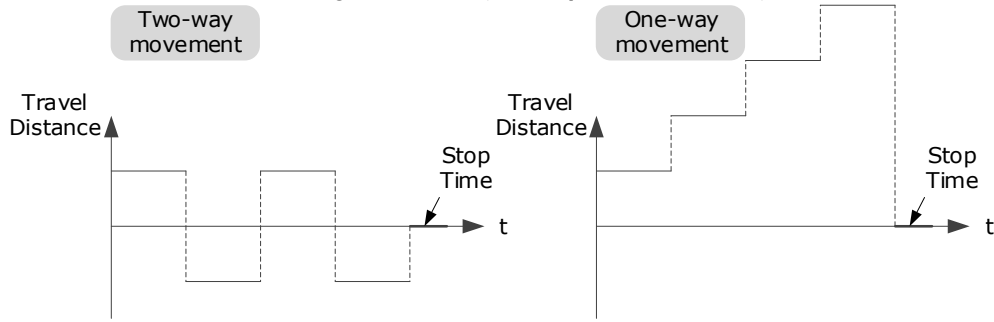 Two-way
movement
Travel
Distance
Stop
Time
t
One-way
movement
Travel
Distance
Stop
Time
t